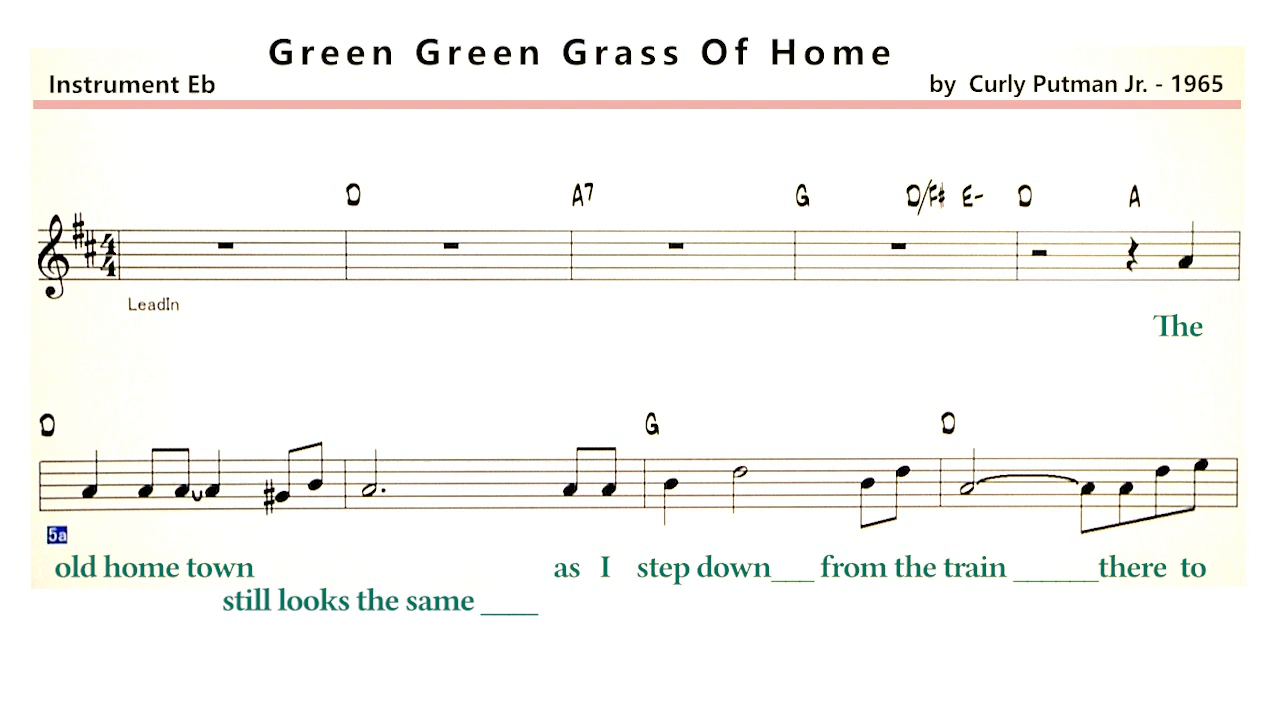 Green Green Grass Of Home
Instrument Eb
by Curly Putman Jr. - 1965
D A7 G D/F# E- D A
LeadIn
The
D G D
5a
old home town as I step down___ from the train ______there to
still looks the same ____